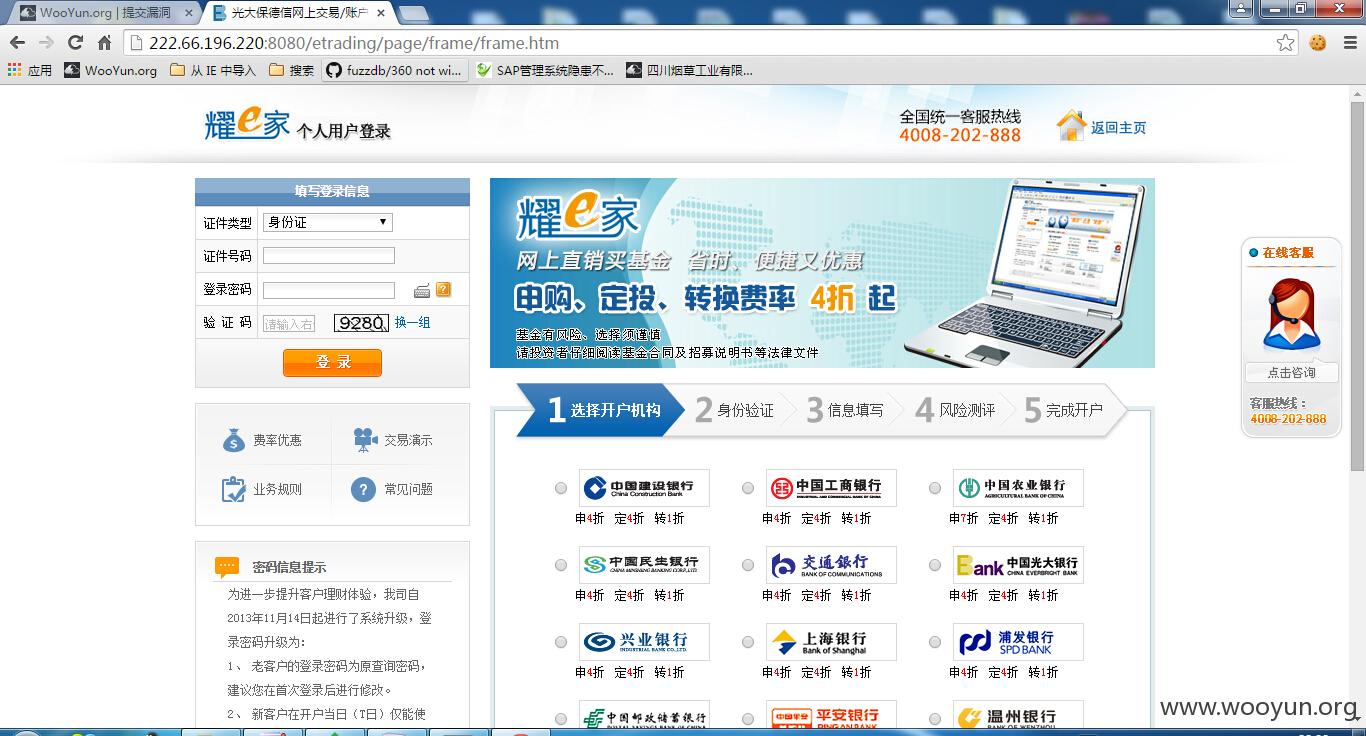 WooYun.org | 提交漏洞
光大保德信网上交易/账户
222.66.196.220:8080/etrading/page/frame/frame.htm
应用 WooYun.org 从 IE 中导入 搜索 fuzzdb/360 not wi... SAP管理系统隐患不... 四川烟草工业有限...
耀e家 个人用户登录
全国统一客服热线
4008-202-888
返回主页
填写登录信息
证件类型 身份证
证件号码
登录密码
验 证 码 请输入右 9280 换一组
登 录
费率优惠 交易演示
业务规则 常见问题
密码信息提示
为进一步提升客户理财体验，我司自
2013年11月14日起进行了系统升级，登
录密码升级为：
1、 老客户的登录密码为原查询密码，
建议您在首次登录后进行修改。
2、 新客户在开户当日（T日）仅能使
耀e家
网上直销买基金 省时、便捷又优惠
申购、定投、转换费率 4折 起
基金有风险、选择须谨慎
请投资者仔细阅读基金合同及招募说明书等法律文件
1 选择开户机构 2 身份验证 3 信息填写 4 风险测评 5 完成开户
中国建设银行
China Construction Bank
申4折 定4折 转1折
中国工商银行
INDUSTRIAL AND COMMERCIAL BANK OF CHINA
申4折 定4折 转1折
中国农业银行
AGRICULTURAL BANK OF CHINA
申7折 定4折 转1折
中国民生银行
CHINA MINSHENG BANKING CORP., LTD.
申4折 定4折 转1折
交通银行
BANK OF COMMUNICATIONS
申4折 定4折 转1折
Bank 中国光大银行
CHINA EVERBRIGHT BANK
申4折 定4折 转1折
兴业银行
INDUSTRIAL BANK CO.,LTD.
申4折 定4折 转1折
上海银行
Bank of Shanghai
申4折 定4折 转1折
浦发银行
SPD BANK
申4折 定4折 转1折
中国邮政储蓄银行
中国平安 平安银行
PINGAN BANK
温州银行
BANK OF WENZHOU
在线客服
点击咨询
客服热线：
4008-202-888
www.wooyun.org